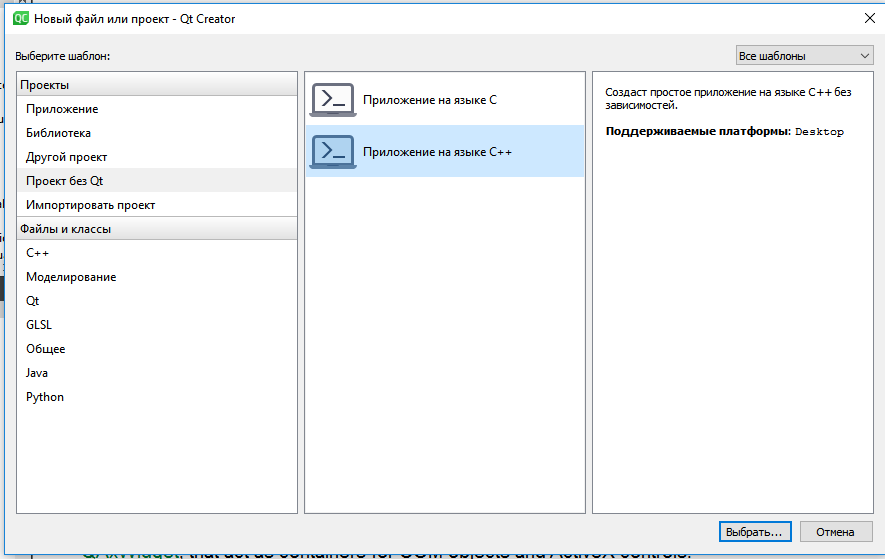 Новый файл или проект - Qt Creator
Выберите шаблон:
Все шаблоны
Проекты
Приложение
Библиотека
Другой проект
Проект без Qt
Импортировать проект
Файлы и классы
C++
Моделирование
Qt
GLSL
Общее
Java
Python
Приложение на языке C
Приложение на языке C++
Создаст простое приложение на языке C++ без
зависимостей.
Поддерживаемые платформы: Desktop
Выбрать...
Отмена
QAxWidget, that act as containers for COM objects and ActiveX controls.